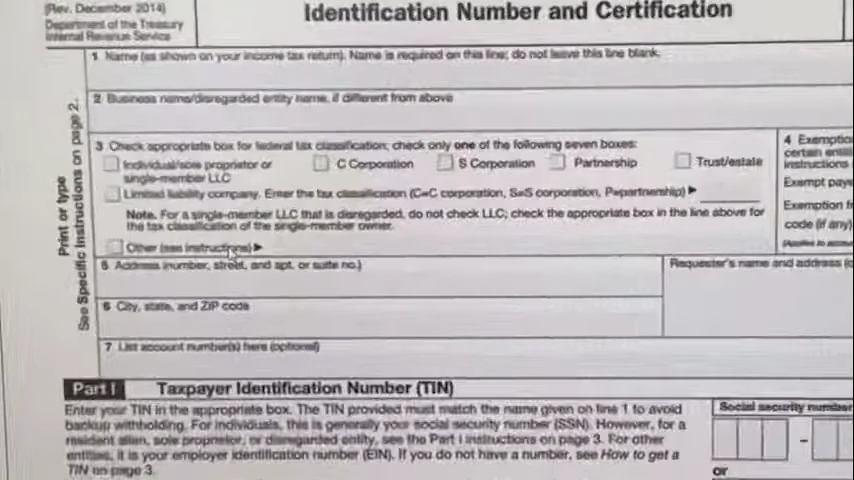 (Rev. December 2014)
Department of the Treasury
Internal Revenue Service
Identification Number and Certification
Print or type
See Specific Instructions on page 2.
1 Name (as shown on your income tax return). Name is required on this line; do not leave this line blank.
2 Business name/disregarded entity name, if different from above
3 Check appropriate box for federal tax classification; check only one of the following seven boxes:
Individual/sole proprietor or
single-member LLC
C Corporation
S Corporation
Partnership
Trust/estate
Limited liability company. Enter the tax classification (C=C corporation, S=S corporation, P=partnership) ▶
Note. For a single-member LLC that is disregarded, do not check LLC; check the appropriate box in the line above for
the tax classification of the single-member owner.
Other (see instructions) ▶
4 Exemptio
certain enti
instructions
Exempt paye
Exemption fr
code (if any)
(Applies to accou
5 Address (number, street, and apt. or suite no.)
Requester's name and address (o
6 City, state, and ZIP code
7 List account number(s) here (optional)
Part I Taxpayer Identification Number (TIN)
Enter your TIN in the appropriate box. The TIN provided must match the name given on line 1 to avoid
backup withholding. For individuals, this is generally your social security number (SSN). However, for a
resident alien, sole proprietor, or disregarded entity, see the Part I instructions on page 3. For other
entities, it is your employer identification number (EIN). If you do not have a number, see How to get a
TIN on page 3.
Social security number
–
or